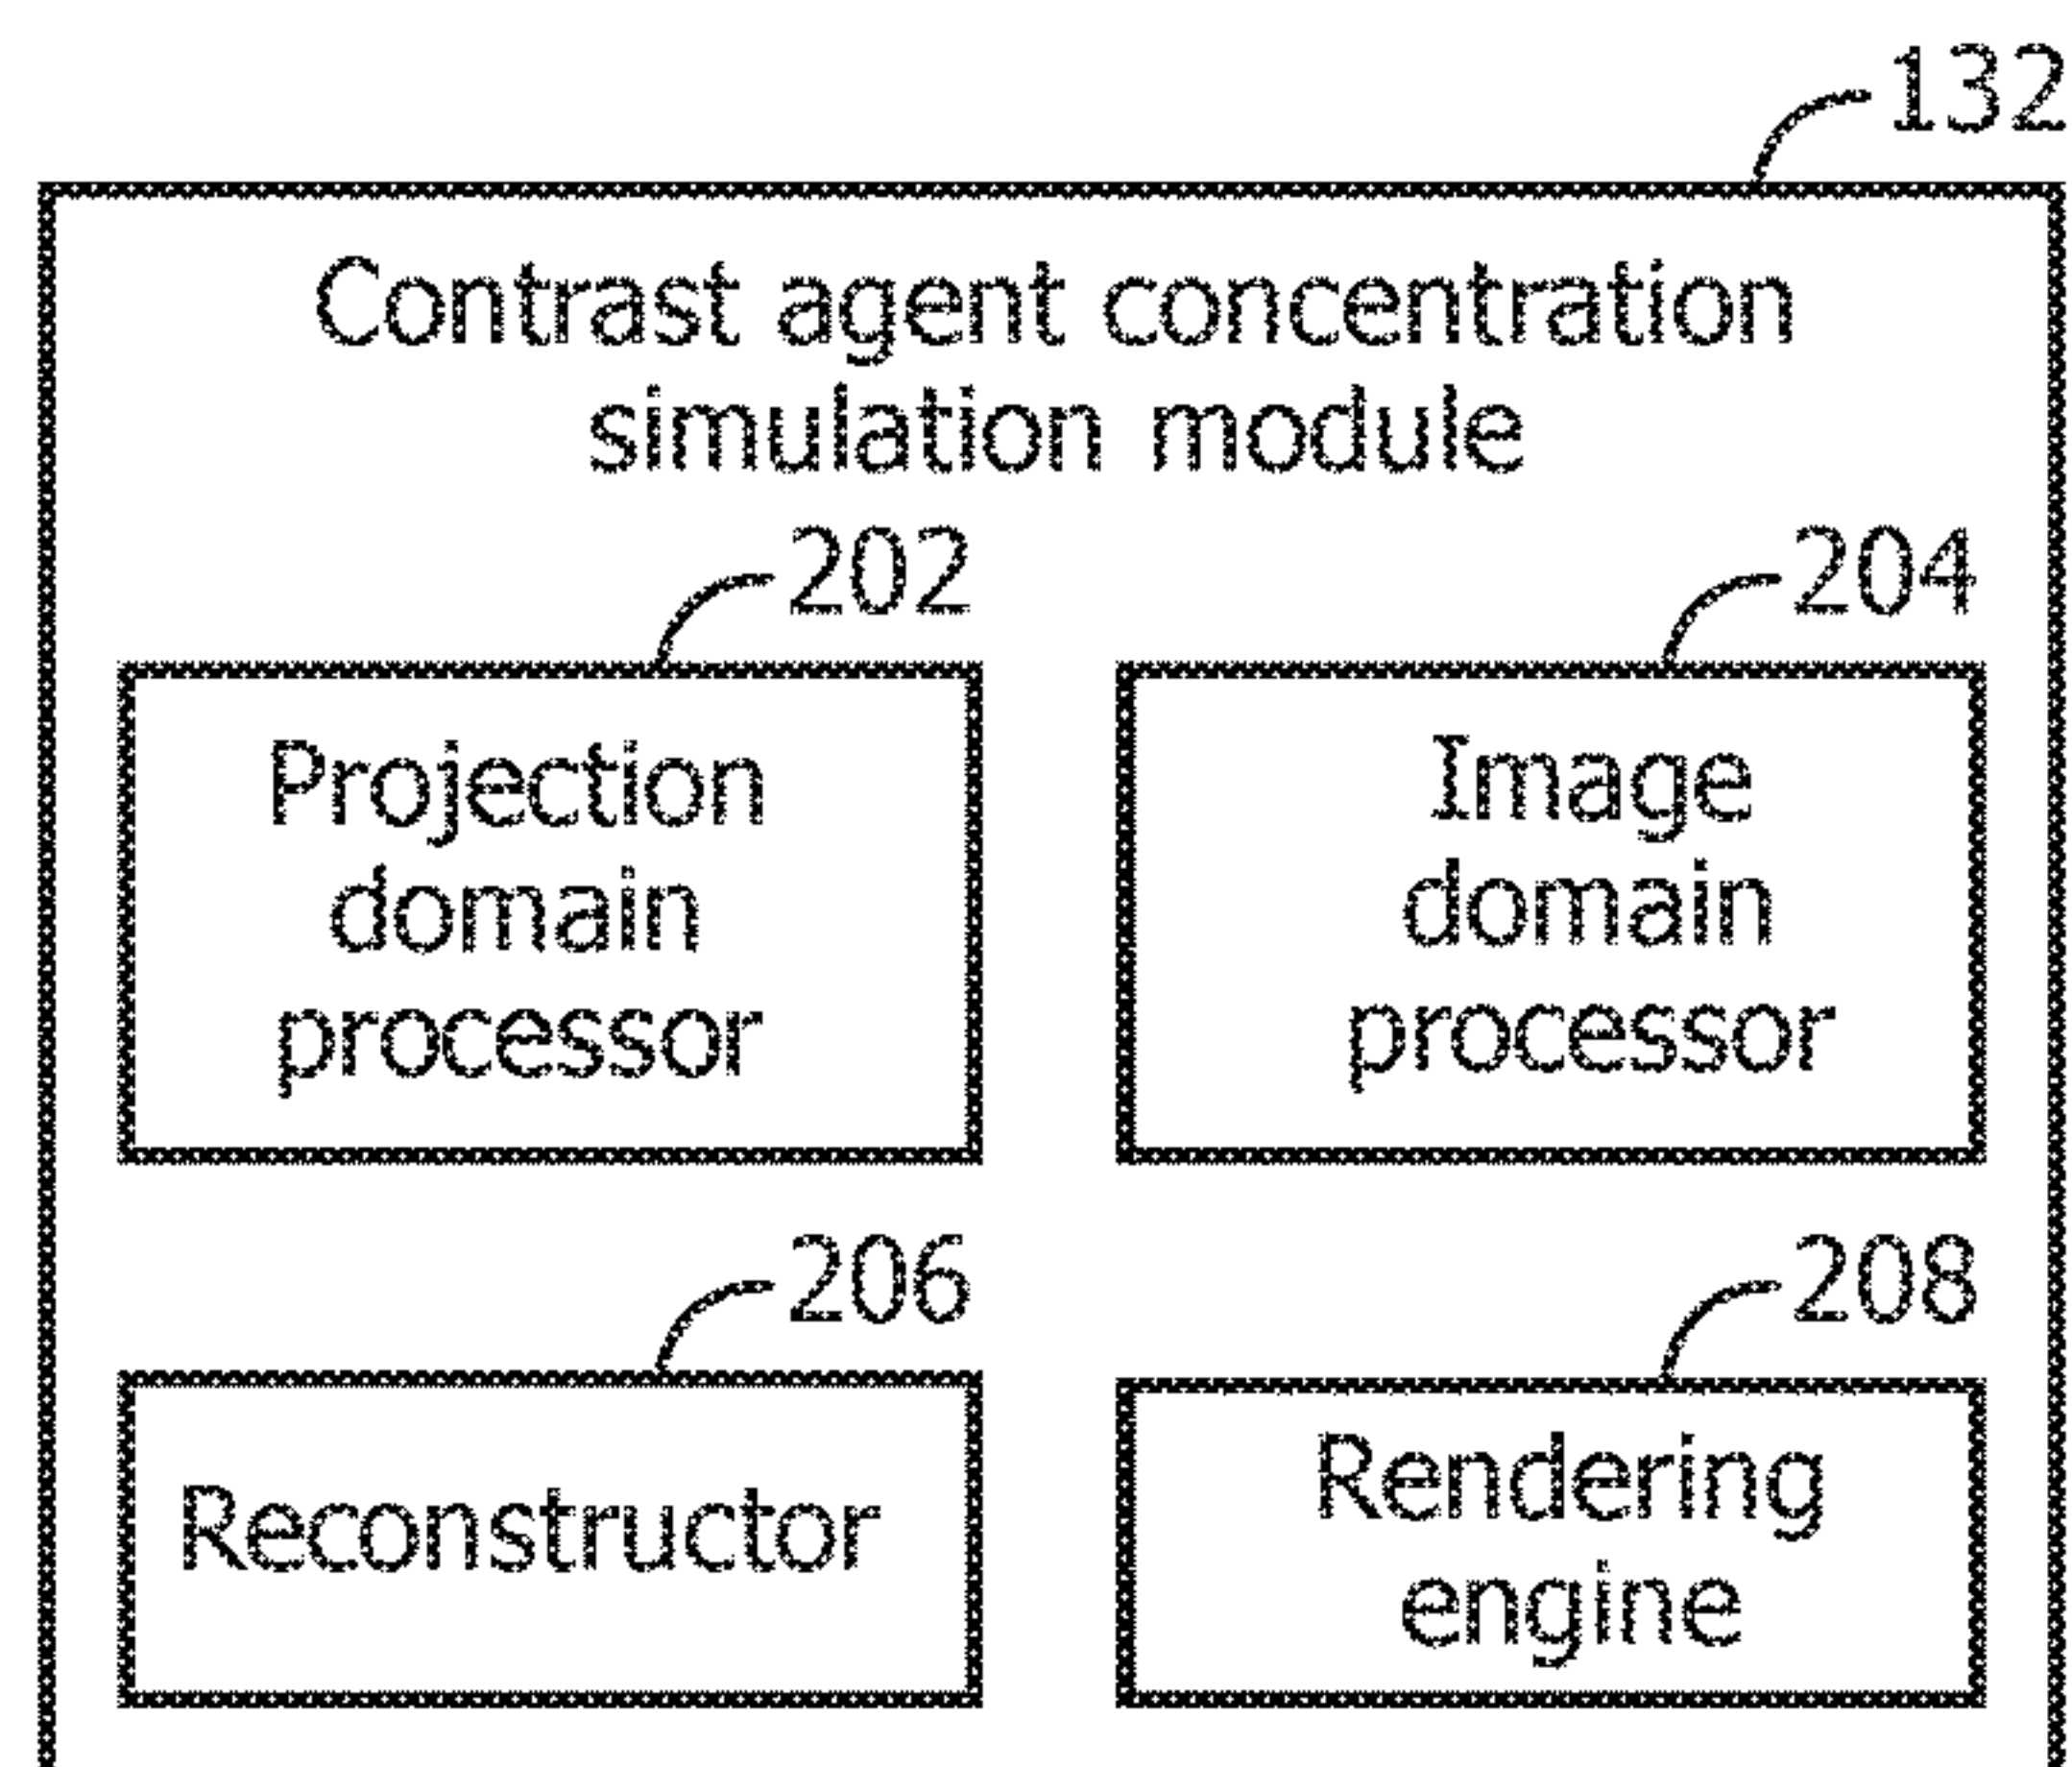 132
Contrast agent concentration
simulation module
202
204
Projection
domain
processor
Image
domain
processor
206
208
Reconstructor
Rendering
engine